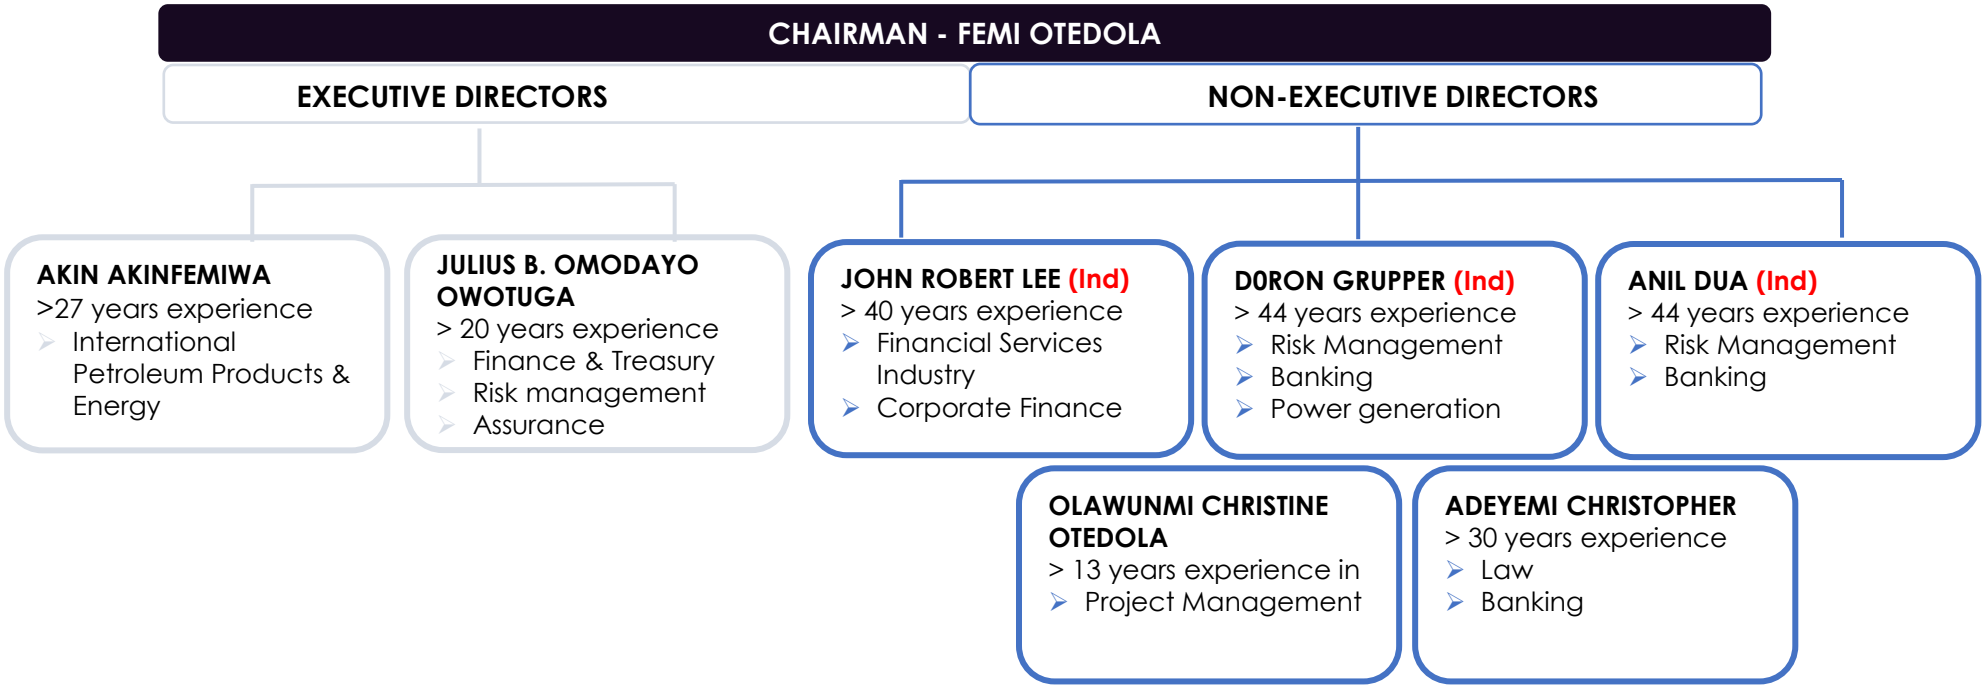 CHAIRMAN - FEMI OTEDOLA
EXECUTIVE DIRECTORS
NON-EXECUTIVE DIRECTORS
AKIN AKINFEMIWA
>27 years experience
International
Petroleum Products &
Energy
JULIUS B. OMODAYO
OWOTUGA
> 20 years experience
Finance & Treasury
Risk management
Assurance
JOHN ROBERT LEE (Ind)
> 40 years experience
Financial Services
Industry
Corporate Finance
D0RON GRUPPER (Ind)
> 44 years experience
Risk Management
Banking
Power generation
ANIL DUA (Ind)
> 44 years experience
Risk Management
Banking
OLAWUNMI CHRISTINE
OTEDOLA
> 13 years experience in
Project Management
ADEYEMI CHRISTOPHER
> 30 years experience
Law
Banking